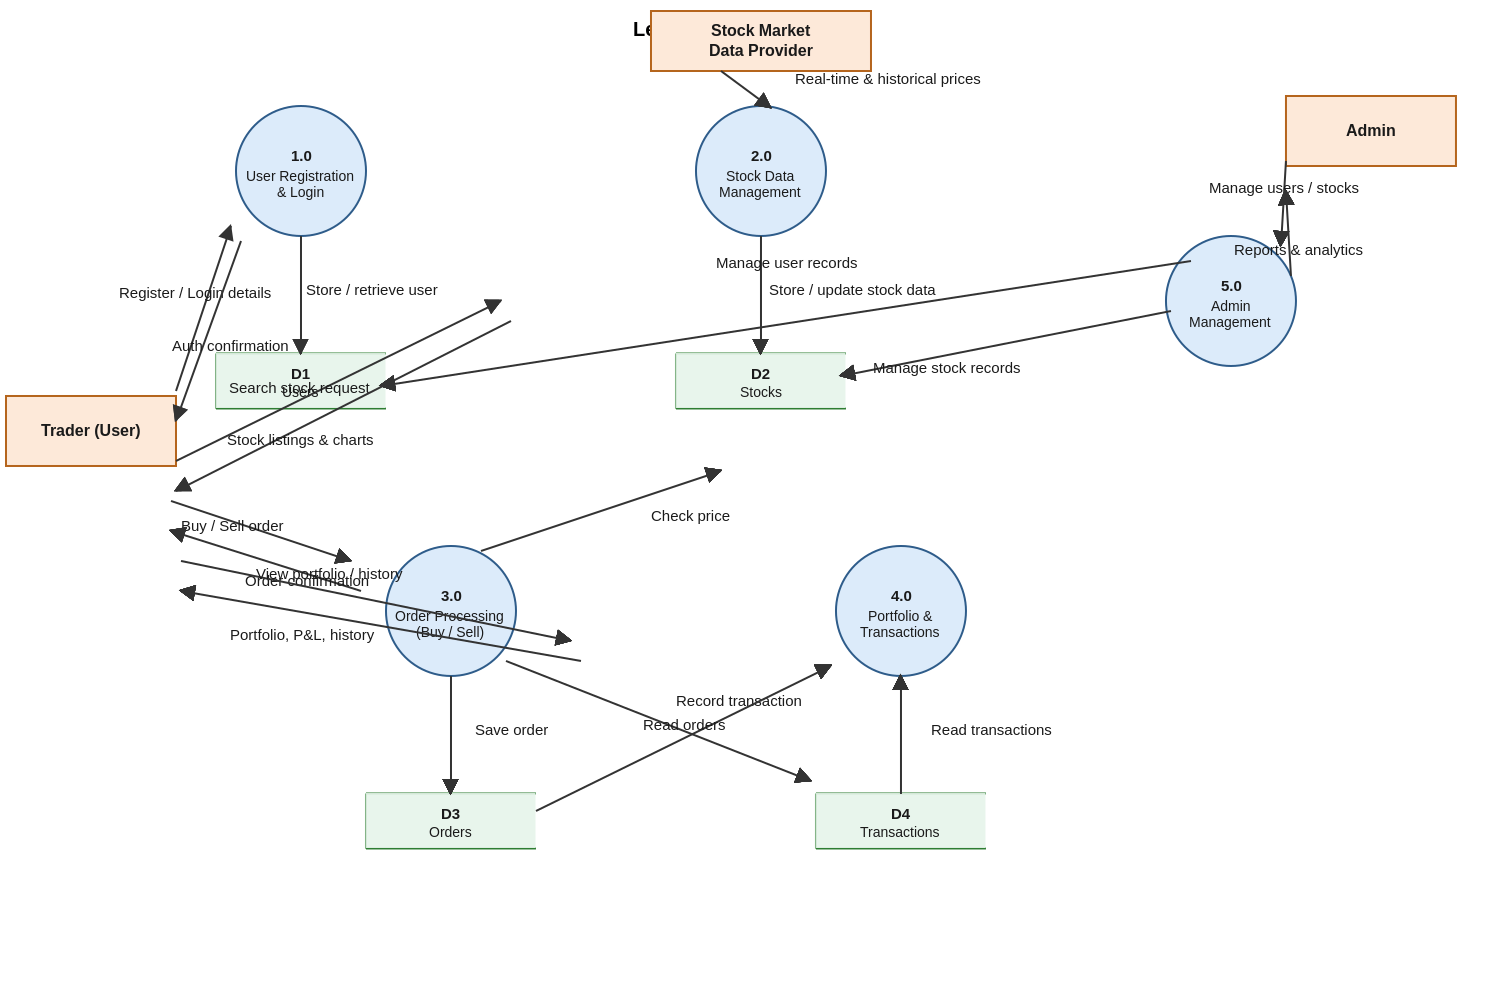 Le
Stock Market
Data Provider
Real-time & historical prices
Admin
1.0
User Registration
& Login
2.0
Stock Data
Management
Manage users / stocks
Reports & analytics
Manage user records
5.0
Admin
Management
Register / Login details
Store / retrieve user
Store / update stock data
Auth confirmation
D1
Users
Search stock request
D2
Stocks
Manage stock records
Trader (User)
Stock listings & charts
Check price
Buy / Sell order
View portfolio / history
Order confirmation
3.0
Order Processing
(Buy / Sell)
4.0
Portfolio &
Transactions
Portfolio, P&L, history
Record transaction
Read orders
Save order
Read transactions
D3
Orders
D4
Transactions